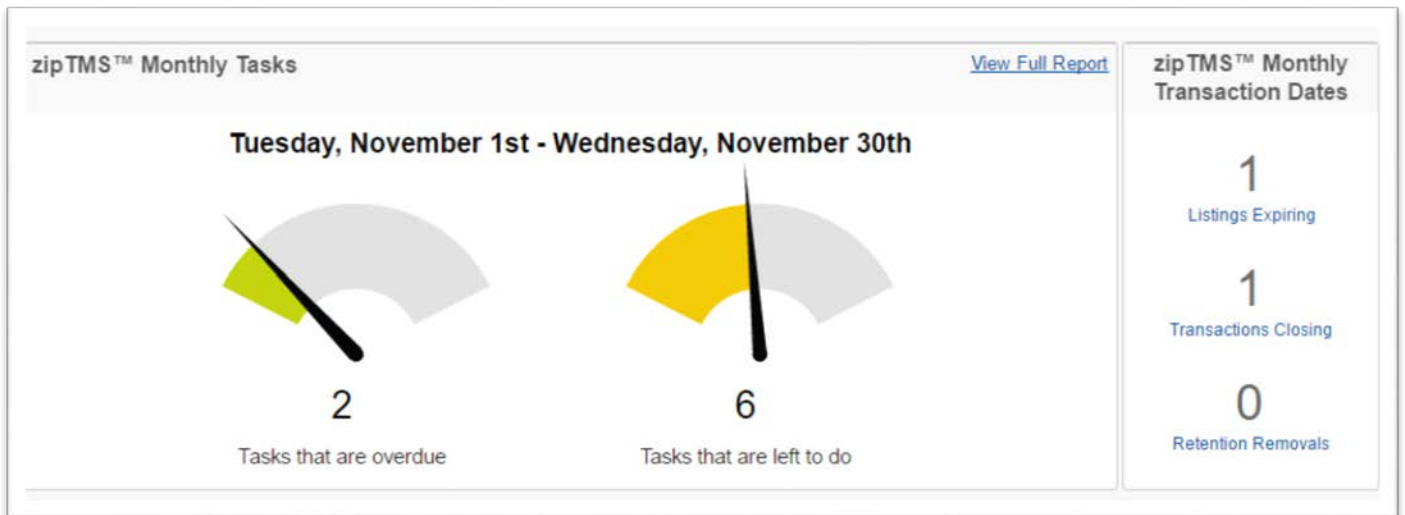 zipTMS™ Monthly Tasks
View Full Report
Tuesday, November 1st - Wednesday, November 30th
2
Tasks that are overdue
6
Tasks that are left to do
zipTMS™ Monthly
Transaction Dates
1
Listings Expiring
1
Transactions Closing
0
Retention Removals